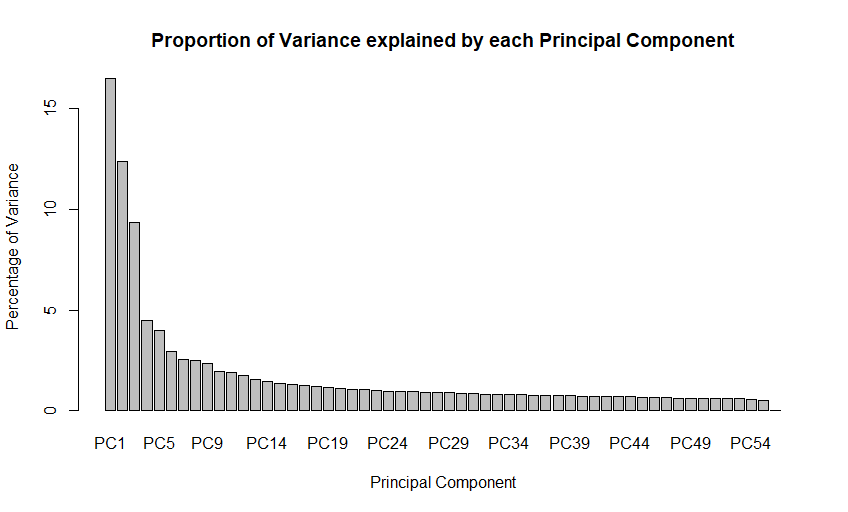 Proportion of Variance explained by each Principal Component
Percentage of Variance
15
10
5
0
PC1 PC5 PC9 PC14 PC19 PC24 PC29 PC34 PC39 PC44 PC49 PC54
Principal Component